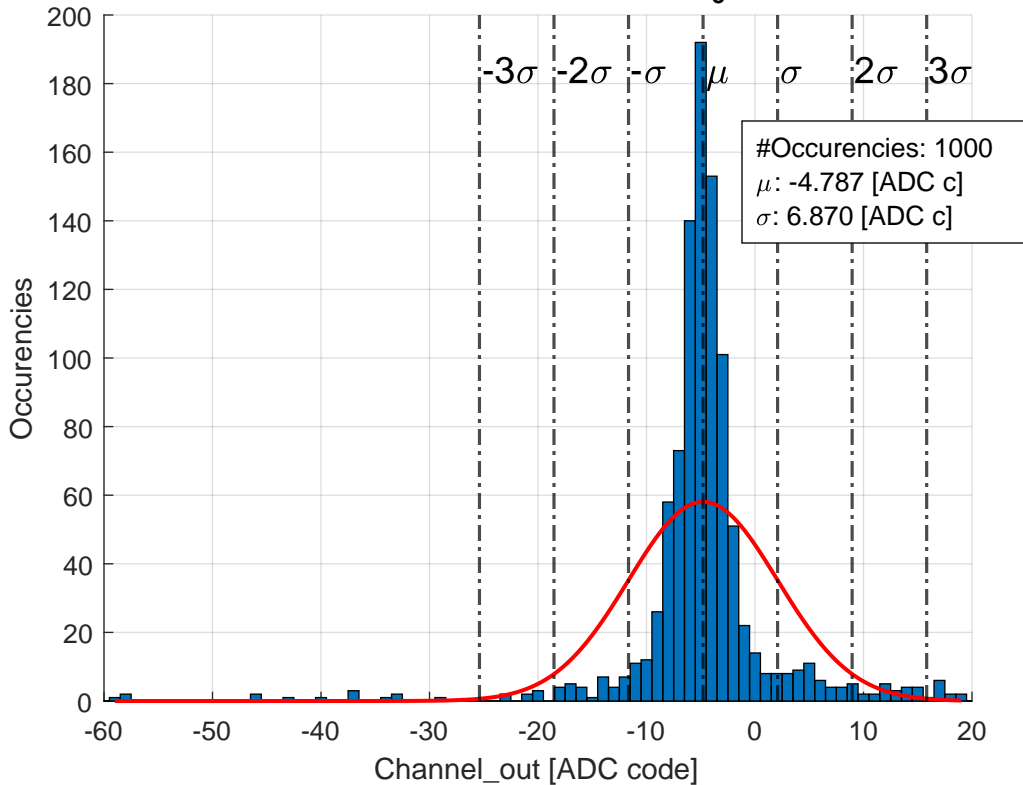 200
180
160
140
120
100
80
60
40
20
0
-3σ -2σ -σ μ σ 2σ 3σ
#Occurencies: 1000
μ: -4.787 [ADC c]
σ: 6.870 [ADC c]
Occurencies
-60 -50 -40 -30 -20 -10 0 10 20
Channel_out [ADC code]